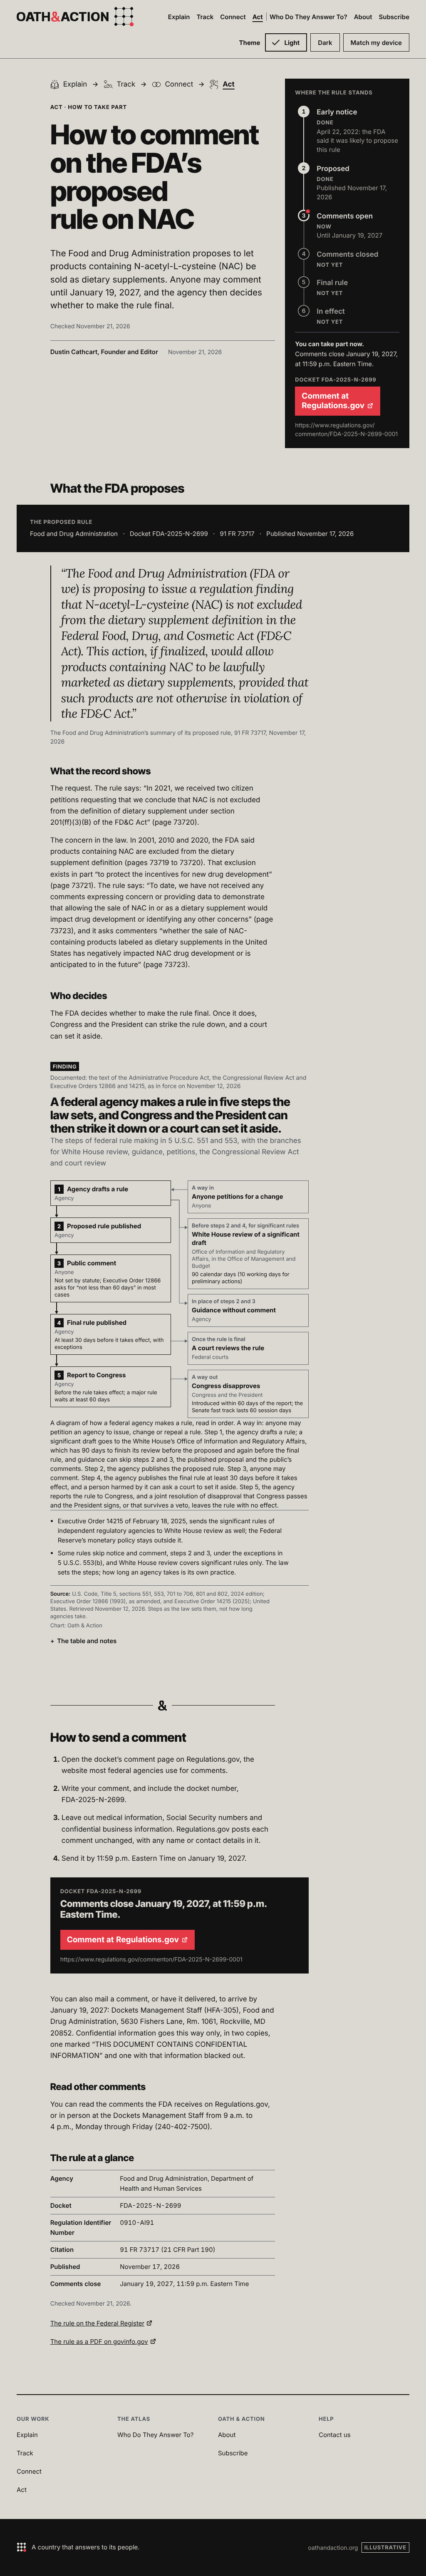 OATH&ACTION
Explain Track Connect Act Who Do They Answer To? About Subscribe
Theme Light Dark Match my device
Explain → Track → Connect → Act
ACT · HOW TO TAKE PART
How to comment
on the FDA’s
proposed
rule on NAC
The Food and Drug Administration proposes to let
products containing N-acetyl-L-cysteine (NAC) be
sold as dietary supplements. Anyone may comment
until January 19, 2027, and the agency then decides
whether to make the rule final.
Checked November 21, 2026
Dustin Cathcart, Founder and Editor November 21, 2026
WHERE THE RULE STANDS
1 Early notice
DONE
April 22, 2022: the FDA
said it was likely to propose
this rule
2 Proposed
DONE
Published November 17,
2026
3 Comments open
NOW
Until January 19, 2027
4 Comments closed
NOT YET
5 Final rule
NOT YET
6 In effect
NOT YET
You can take part now.
Comments close January 19, 2027,
at 11:59 p.m. Eastern Time.
DOCKET FDA-2025-N-2699
Comment at
Regulations.gov
https://www.regulations.gov/
commenton/FDA-2025-N-2699-0001
What the FDA proposes
THE PROPOSED RULE
Food and Drug Administration · Docket FDA-2025-N-2699 · 91 FR 73717 · Published November 17, 2026
“The Food and Drug Administration (FDA or
we) is proposing to issue a regulation finding
that N-acetyl-L-cysteine (NAC) is not excluded
from the dietary supplement definition in the
Federal Food, Drug, and Cosmetic Act (FD&C
Act). This action, if finalized, would allow
products containing NAC to be lawfully
marketed as dietary supplements, provided that
such products are not otherwise in violation of
the FD&C Act.”
The Food and Drug Administration’s summary of its proposed rule, 91 FR 73717, November 17,
2026
What the record shows
The request. The rule says: “In 2021, we received two citizen
petitions requesting that we conclude that NAC is not excluded
from the definition of dietary supplement under section
201(ff)(3)(B) of the FD&C Act” (page 73720).
The concern in the law. In 2001, 2010 and 2020, the FDA said
products containing NAC are excluded from the dietary
supplement definition (pages 73719 to 73720). That exclusion
exists in part “to protect the incentives for new drug development”
(page 73721). The rule says: “To date, we have not received any
comments expressing concern or providing data to demonstrate
that allowing the sale of NAC in or as a dietary supplement would
impact drug development or identifying any other concerns” (page
73723), and it asks commenters “whether the sale of NAC-
containing products labeled as dietary supplements in the United
States has negatively impacted NAC drug development or is
anticipated to in the future” (page 73723).
Who decides
The FDA decides whether to make the rule final. Once it does,
Congress and the President can strike the rule down, and a court
can set it aside.
FINDING
Documented: the text of the Administrative Procedure Act, the Congressional Review Act and
Executive Orders 12866 and 14215, as in force on November 12, 2026
A federal agency makes a rule in five steps the
law sets, and Congress and the President can
then strike it down or a court can set it aside.
The steps of federal rule making in 5 U.S.C. 551 and 553, with the branches
for White House review, guidance, petitions, the Congressional Review Act
and court review
1 Agency drafts a rule
Agency
2 Proposed rule published
Agency
3 Public comment
Anyone
Not set by statute; Executive Order 12866
asks for “not less than 60 days” in most
cases
4 Final rule published
Agency
At least 30 days before it takes effect, with
exceptions
5 Report to Congress
Agency
Before the rule takes effect; a major rule
waits at least 60 days
A way in
Anyone petitions for a change
Anyone
Before steps 2 and 4, for significant rules
White House review of a significant
draft
Office of Information and Regulatory
Affairs, in the Office of Management and
Budget
90 calendar days (10 working days for
preliminary actions)
In place of steps 2 and 3
Guidance without comment
Agency
Once the rule is final
A court reviews the rule
Federal courts
A way out
Congress disapproves
Congress and the President
Introduced within 60 days of the report; the
Senate fast track lasts 60 session days
A diagram of how a federal agency makes a rule, read in order. A way in: anyone may
petition to issue, change or repeal a rule. Step 1, the agency drafts a rule; a
significant draft goes to the White House’s Office of Information and Regulatory Affairs,
which has 90 days to finish its review before the proposed and again before the final
rule, and guidance can skip steps 2 and 3, the published proposal and the public’s
comments. Step 2, the agency publishes the proposed rule. Step 3, anyone may
comment. Step 4, the agency publishes the final rule at least 30 days before it takes
effect, and a person harmed by it can ask a court to set it aside. Step 5, the agency
reports the rule to Congress, and a joint resolution of disapproval that Congress passes
and the President signs, or that survives a veto, leaves the rule with no effect.
• Executive Order 14215 of February 18, 2025, sends the significant rules of
independent regulatory agencies to White House review as well; the Federal
Reserve’s monetary policy stays outside it.
• Some rules skip notice and comment, steps 2 and 3, under the exceptions in
5 U.S.C. 553(b), and White House review covers significant rules only. The law
sets the steps; how long an agency takes is its own practice.
Source: U.S. Code, Title 5, sections 551, 553, 701 to 706, 801 and 802, 2024 edition;
Executive Order 12866 (1993), as amended, and Executive Order 14215 (2025); United
States. Retrieved November 12, 2026. Steps as the law sets them, not how long
agencies take.
Chart: Oath & Action
+ The table and notes
&
How to send a comment
1. Open the docket’s comment page on Regulations.gov, the
website most federal agencies use for comments.
2. Write your comment, and include the docket number,
FDA-2025-N-2699.
3. Leave out medical information, Social Security numbers and
confidential business information. Regulations.gov posts each
comment unchanged, with any name or contact details in it.
4. Send it by 11:59 p.m. Eastern Time on January 19, 2027.
DOCKET FDA-2025-N-2699
Comments close January 19, 2027, at 11:59 p.m.
Eastern Time.
Comment at Regulations.gov
https://www.regulations.gov/commenton/FDA-2025-N-2699-0001
You can also mail a comment, or have it delivered, to arrive by
January 19, 2027: Dockets Management Staff (HFA-305), Food and
Drug Administration, 5630 Fishers Lane, Rm. 1061, Rockville, MD
20852. Confidential information goes this way only, in two copies,
one marked “THIS DOCUMENT CONTAINS CONFIDENTIAL
INFORMATION” and one with that information blacked out.
Read other comments
You can read the comments the FDA receives on Regulations.gov,
or in person at the Dockets Management Staff from 9 a.m. to
4 p.m., Monday through Friday (240-402-7500).
The rule at a glance
Agency Food and Drug Administration, Department of
Health and Human Services
Docket FDA-2025-N-2699
Regulation Identifier
Number 0910-AI91
Citation 91 FR 73717 (21 CFR Part 190)
Published November 17, 2026
Comments close January 19, 2027, 11:59 p.m. Eastern Time
Checked November 21, 2026.
The rule on the Federal Register
The rule as a PDF on govinfo.gov
OUR WORK THE ATLAS OATH & ACTION HELP
Explain Who Do They Answer To? About Contact us
Track Subscribe
Connect
Act
A country that answers to its people.
oathandaction.org ILLUSTRATIVE